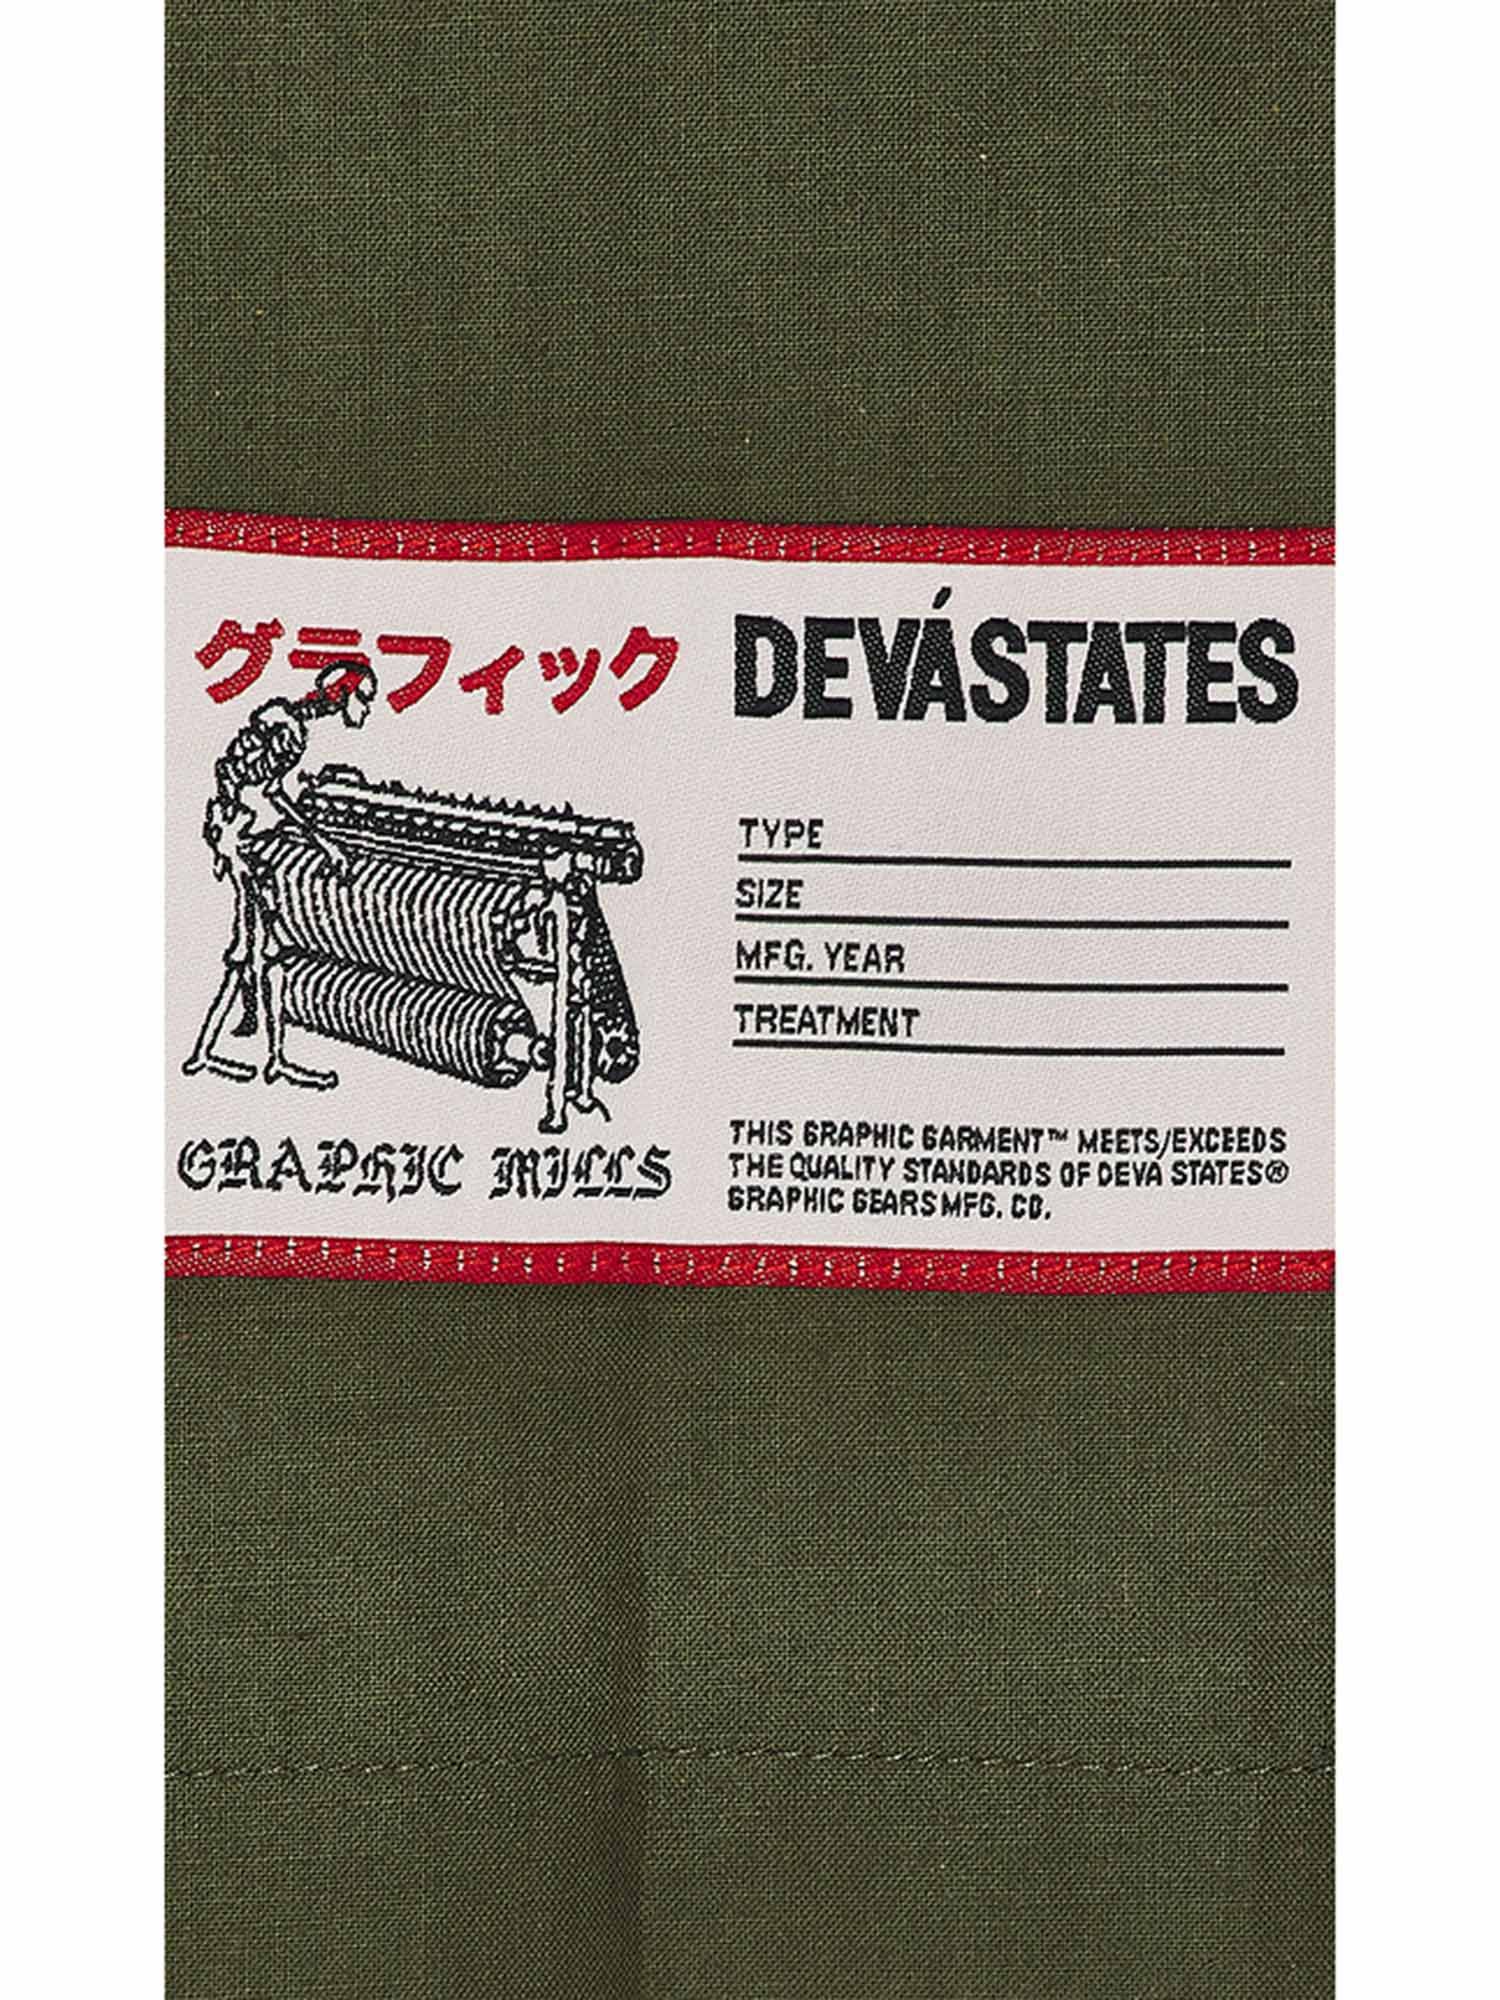 グラフィック
GRAPHIC MILLS
DEVÁSTATES
TYPE
SIZE
MFG. YEAR
TREATMENT
THIS GRAPHIC GARMENT™ MEETS/EXCEEDS
THE QUALITY STANDARDS OF DEVA STATES®
GRAPHIC GEARS MFG. CO.